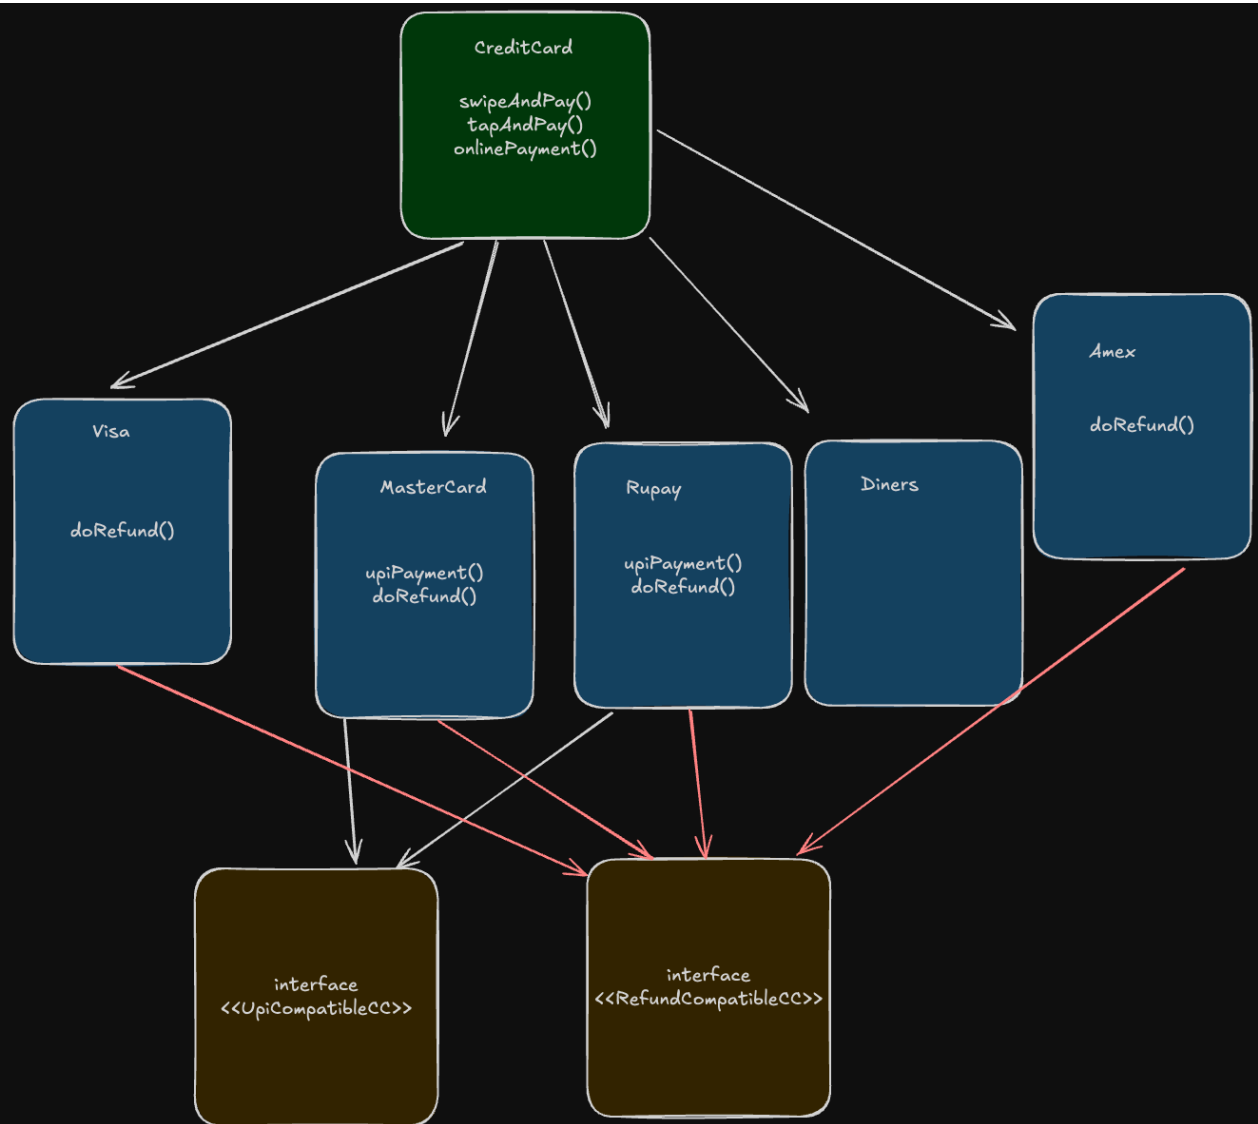 CreditCard
swipeAndPay()
tapAndPay()
onlinePayment()
Visa
doRefund()
MasterCard
upiPayment()
doRefund()
Rupay
upiPayment()
doRefund()
Diners
Amex
doRefund()
interface
<<UpiCompatibleCC>>
interface
<<RefundCompatibleCC>>